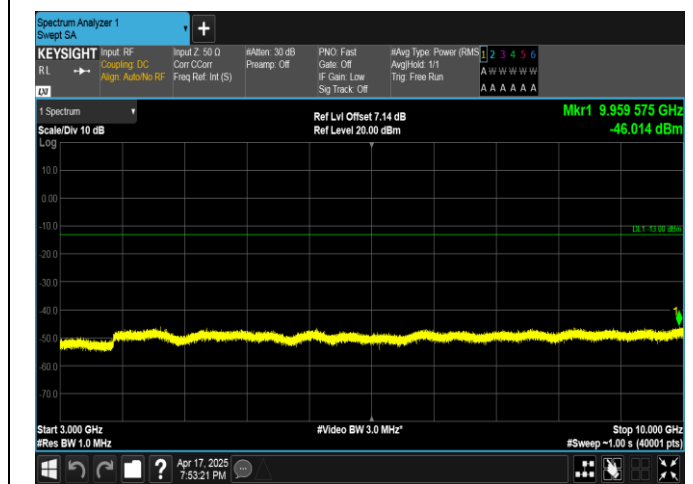 Spectrum Analyzer 1
Swept SA
+
KEYSIGHT Input: RF Input Z: 50 Ω #Atten: 30 dB PNO: Fast #Avg Type: Power (RMS 1 2 3 4 5 6
RL Coupling: DC Corr CCorr Preamp: Off Gate: Off Avg|Hold: 1/1 A W W W W W
Align: Auto/No RF Freq Ref: Int (S) IF Gain: Low Trig: Free Run
Sig Track: Off A A A A A A
LXI
1 Spectrum Ref Lvl Offset 7.14 dB Mkr1 9.959 575 GHz
Scale/Div 10 dB Ref Level 20.00 dBm -46.014 dBm
Log
10.0
0.00
-10.0
DL1 -13.00 dBm
-20.0
-30.0
-40.0
1
-50.0
-60.0
-70.0
Start 3.000 GHz #Video BW 3.0 MHz* Stop 10.000 GHz
#Res BW 1.0 MHz #Sweep ~1.00 s (40001 pts)
? Apr 17, 2025
7:53:21 PM